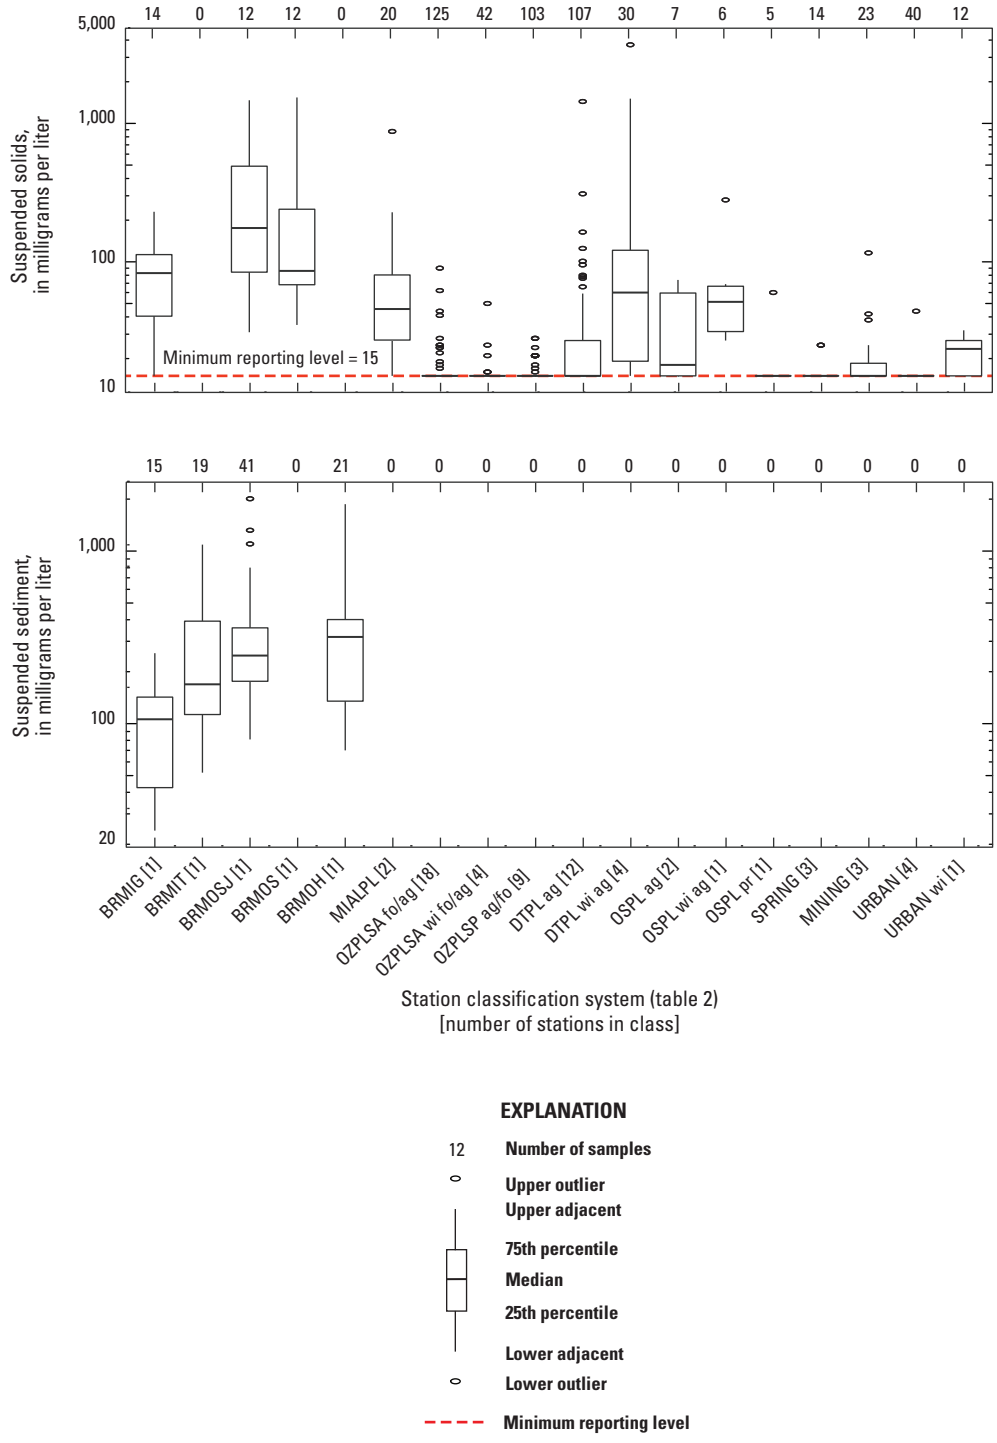 14 0 12 12 0 20 125 42 103 107 30 7 6 5 14 23 40 12
5,000
1,000
100
10
Suspended solids,
in milligrams per liter
Minimum reporting level = 15
15 19 41 0 21 0 0 0 0 0 0 0 0 0 0 0 0 0
1,000
100
20
Suspended sediment,
in milligrams per liter
BRMIG [1]
BRMIT [1]
BRMOSJ [1]
BRMOS [1]
BRMOH [1]
MIALPL [2]
OZPLSA fo/ag [18]
OZPLSA wi fo/ag [4]
OZPLSP ag/fo [9]
DTPL ag [12]
DTPL wi ag [4]
OSPL ag [2]
OSPL wi ag [1]
OSPL pr [1]
SPRING [3]
MINING [3]
URBAN [4]
URBAN wi [1]
Station classification system (table 2)
[number of stations in class]
EXPLANATION
12 Number of samples
Upper outlier
Upper adjacent
75th percentile
Median
25th percentile
Lower adjacent
Lower outlier
Minimum reporting level